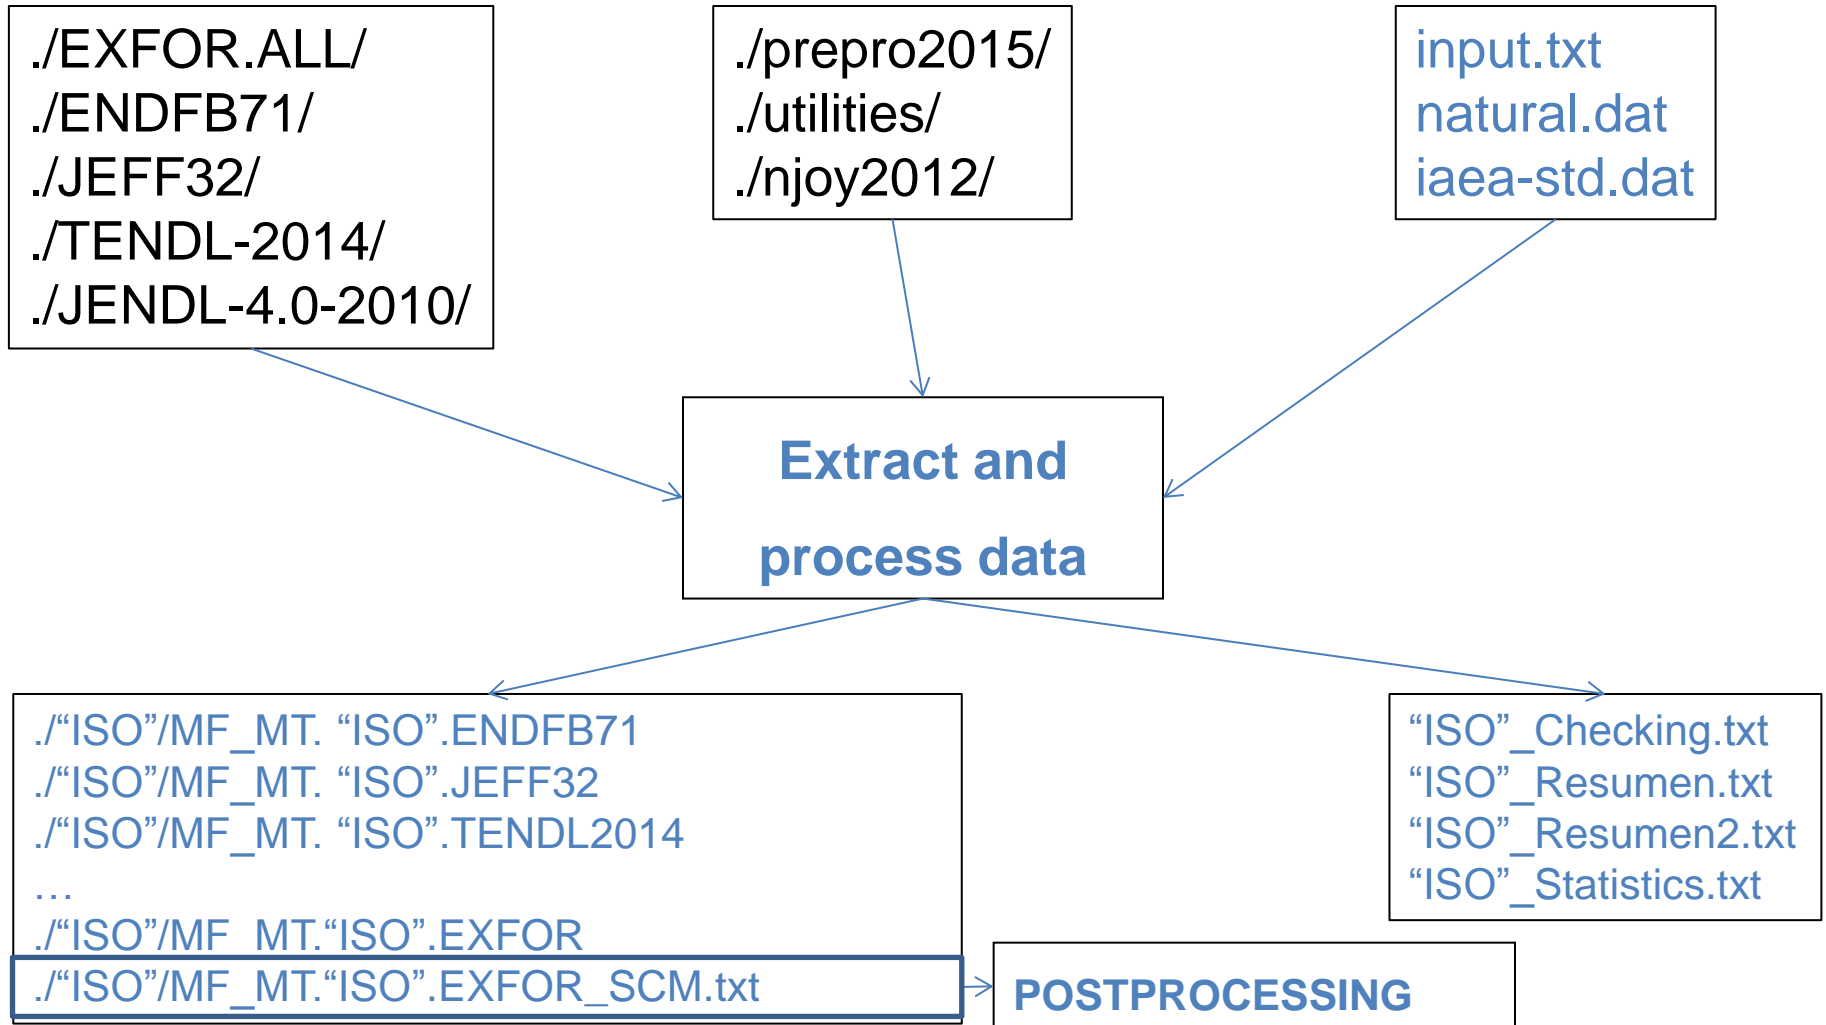 ./EXFOR.ALL/
./ENDFB71/
./JEFF32/
./TENDL-2014/
./JENDL-4.0-2010/
./prepro2015/
./utilities/
./njoy2012/
input.txt
natural.dat
iaea-std.dat
Extract and
process data
./“ISO”/MF_MT. “ISO”.ENDFB71
./“ISO”/MF_MT. “ISO”.JEFF32
./“ISO”/MF_MT. “ISO”.TENDL2014
…
./“ISO”/MF_MT.“ISO”.EXFOR
./“ISO”/MF_MT.“ISO”.EXFOR_SCM.txt
“ISO”_Checking.txt
“ISO”_Resumen.txt
“ISO”_Resumen2.txt
“ISO”_Statistics.txt
POSTPROCESSING